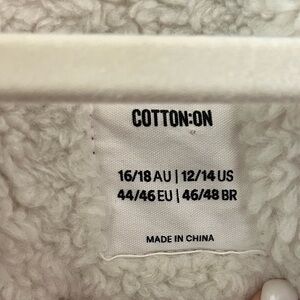 COTTON:ON
16/18 AU | 12/14 US
44/46 EU | 46/48 BR
MADE IN CHINA